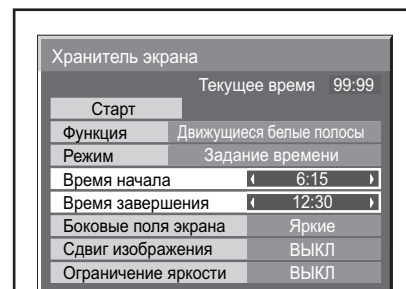 Хранитель экрана
Текущее время 99:99
Старт
Функция Движущиеся белые полосы
Режим Задание времени
Время начала 6:15
Время завершения 12:30
Боковые поля экрана Яркие
Сдвиг изображения ВЫКЛ
Ограничение яркости ВЫКЛ